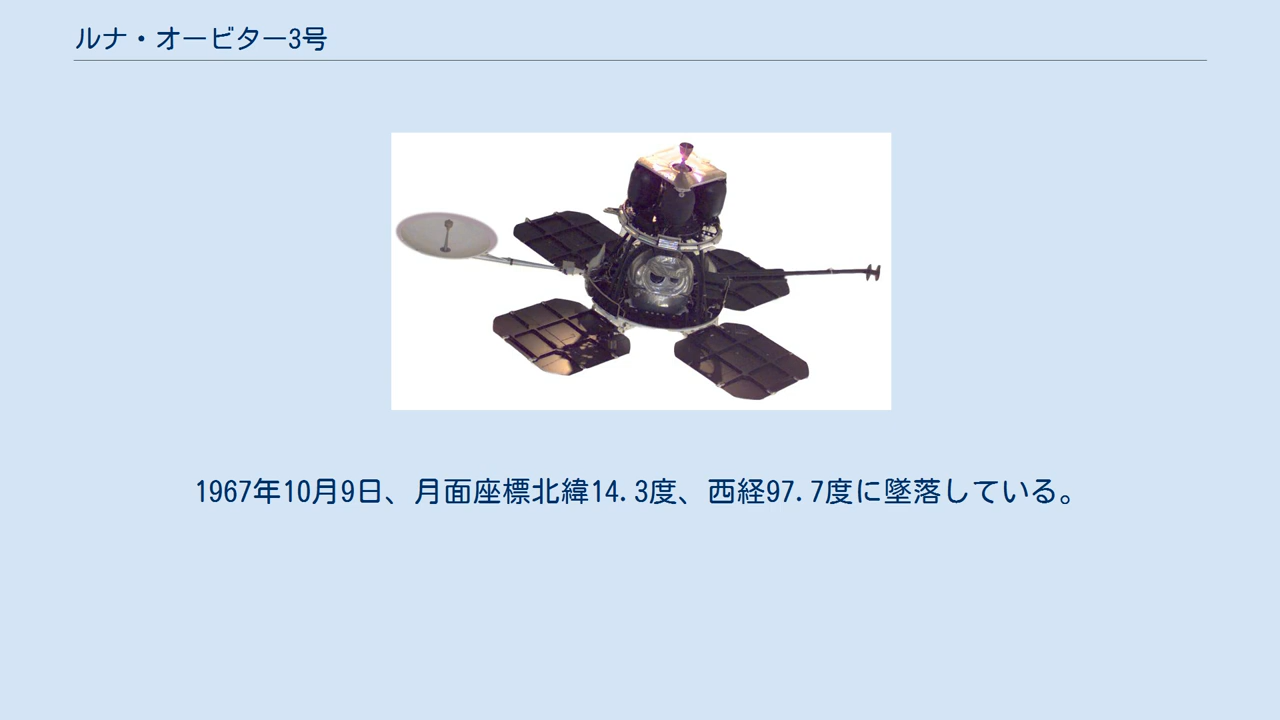 ルナ・オービター3号
1967年10月9日、月面座標北緯14.3度、西経97.7度に墜落している。